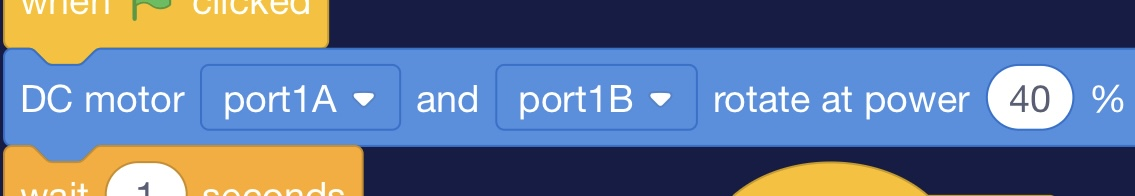 when clicked
DC motor port1A and port1B rotate at power 40 %
wait 1 seconds